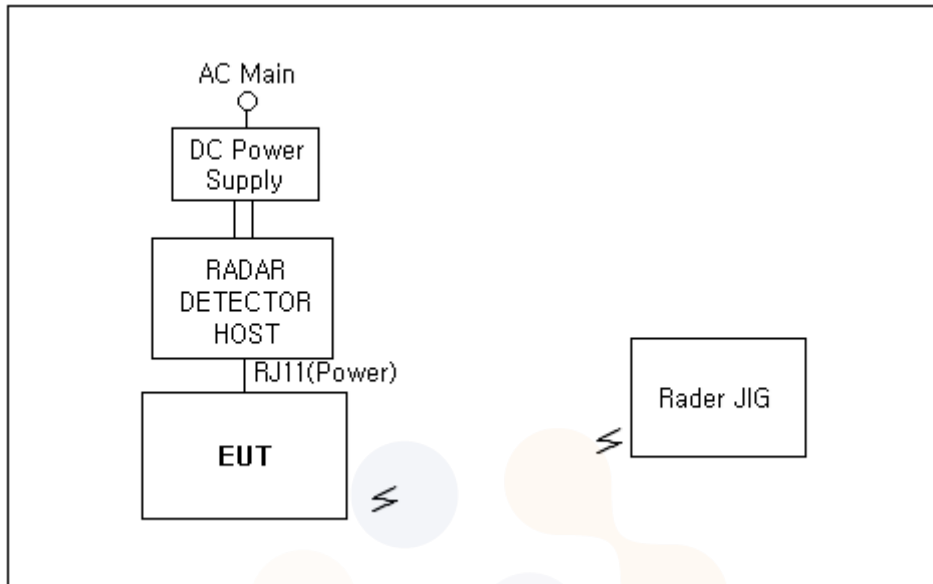 AC Main
DC Power
Supply
RADAR
DETECTOR
HOST
RJ11(Power)
EUT
Rader JIG